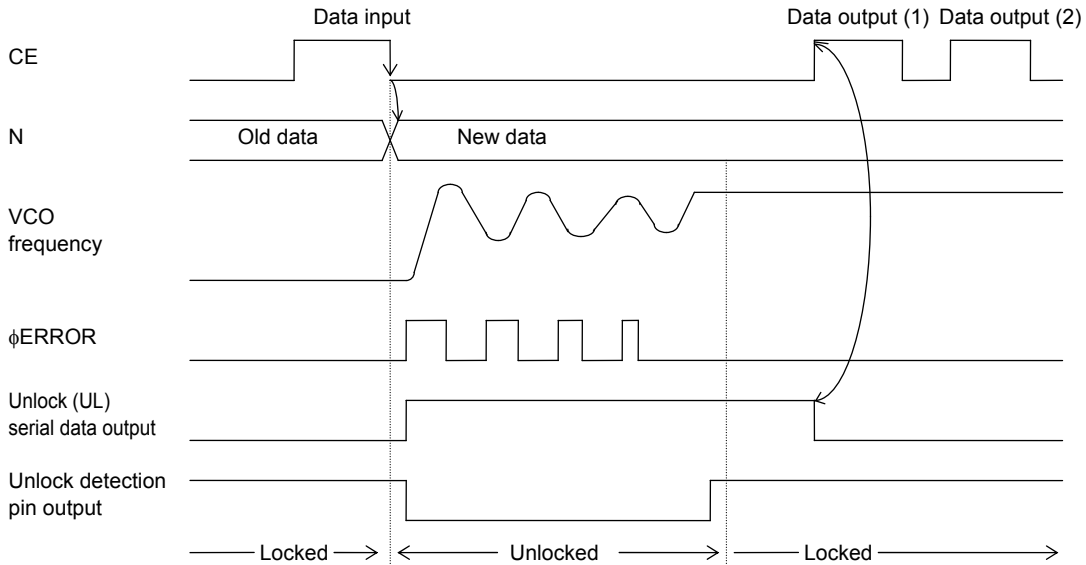 Data input
Data output (1)
Data output (2)
CE
N
Old data
New data
VCO
frequency
φERROR
Unlock (UL)
serial data output
Unlock detection
pin output
Locked
Unlocked
Locked